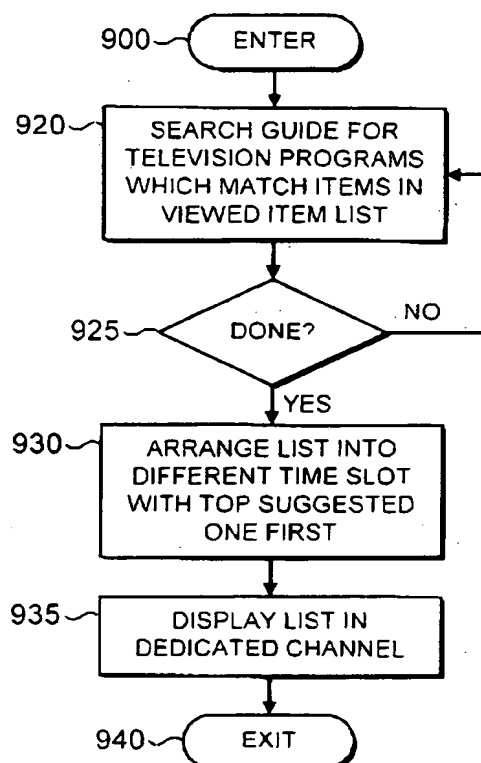 900
ENTER
920
SEARCH GUIDE FOR
TELEVISION PROGRAMS
WHICH MATCH ITEMS IN
VIEWED ITEM LIST
925
DONE?
NO
YES
930
ARRANGE LIST INTO
DIFFERENT TIME SLOT
WITH TOP SUGGESTED
ONE FIRST
935
DISPLAY LIST IN
DEDICATED CHANNEL
940
EXIT